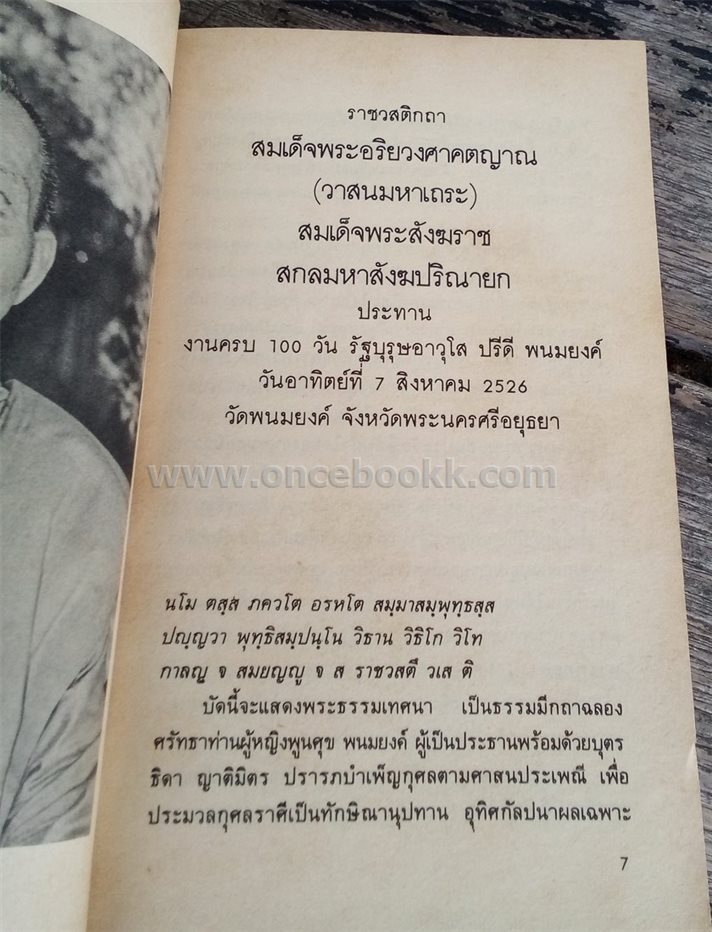 ราชวสติกถา
สมเด็จพระอริยวงศาคตญาณ
(วาสนมหาเถระ)
สมเด็จพระสังฆราช
สกลมหาสังฆปริณายก
ประทาน
งานครบ 100 วัน รัฐบุรุษอาวุโส ปรีดี พนมยงค์
วันอาทิตย์ที่ 7 สิงหาคม 2526
วัดพนมยงค์ จังหวัดพระนครศรีอยุธยา
www.oncebookk.com
นโม ตสฺส ภควโต อรหโต สมฺมาสมฺพุทฺธสฺส
ปญฺญวา พุทฺธิสมฺปนฺโน วิธาน วิธิโก วิโท
กาลญู จ สมยญญู จ ส ราชวสตึ วเส ติ
บัดนี้จะแสดงพระธรรมเทศนา เป็นธรรมมีกถาฉลอง
ศรัทธาท่านผู้หญิงพูนศุข พนมยงค์ ผู้เป็นประธานพร้อมด้วยบุตร
ธิดา ญาติมิตร ปรารภบำเพ็ญกุศลตามศาสนประเพณี เพื่อ
ประมวลกุศลราศีเป็นทักษิณานุปทาน อุทิศกัลปนาผลเฉพาะ
7